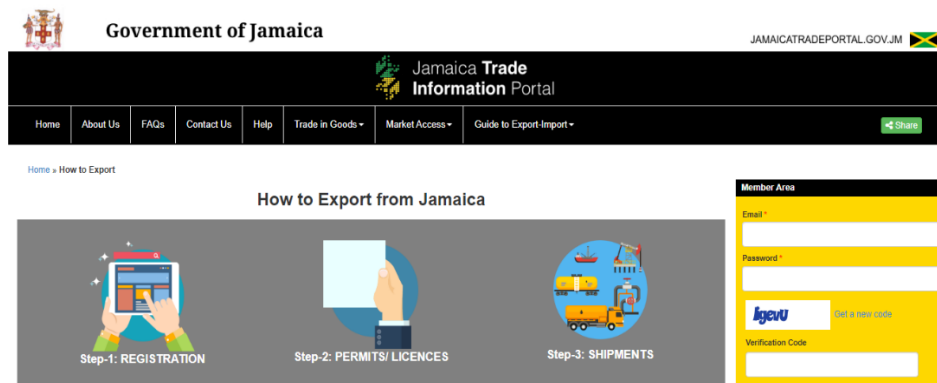 Government of Jamaica
JAMAICATRADEPORTAL.GOV.JM
Jamaica Trade
Information Portal
Home About Us FAQs Contact Us Help Trade in Goods Market Access Guide to Export-Import Share
Home » How to Export
How to Export from Jamaica
Step-1: REGISTRATION Step-2: PERMITS/ LICENCES Step-3: SHIPMENTS
Member Area
Email *
Password *
Get a new code
Verification Code